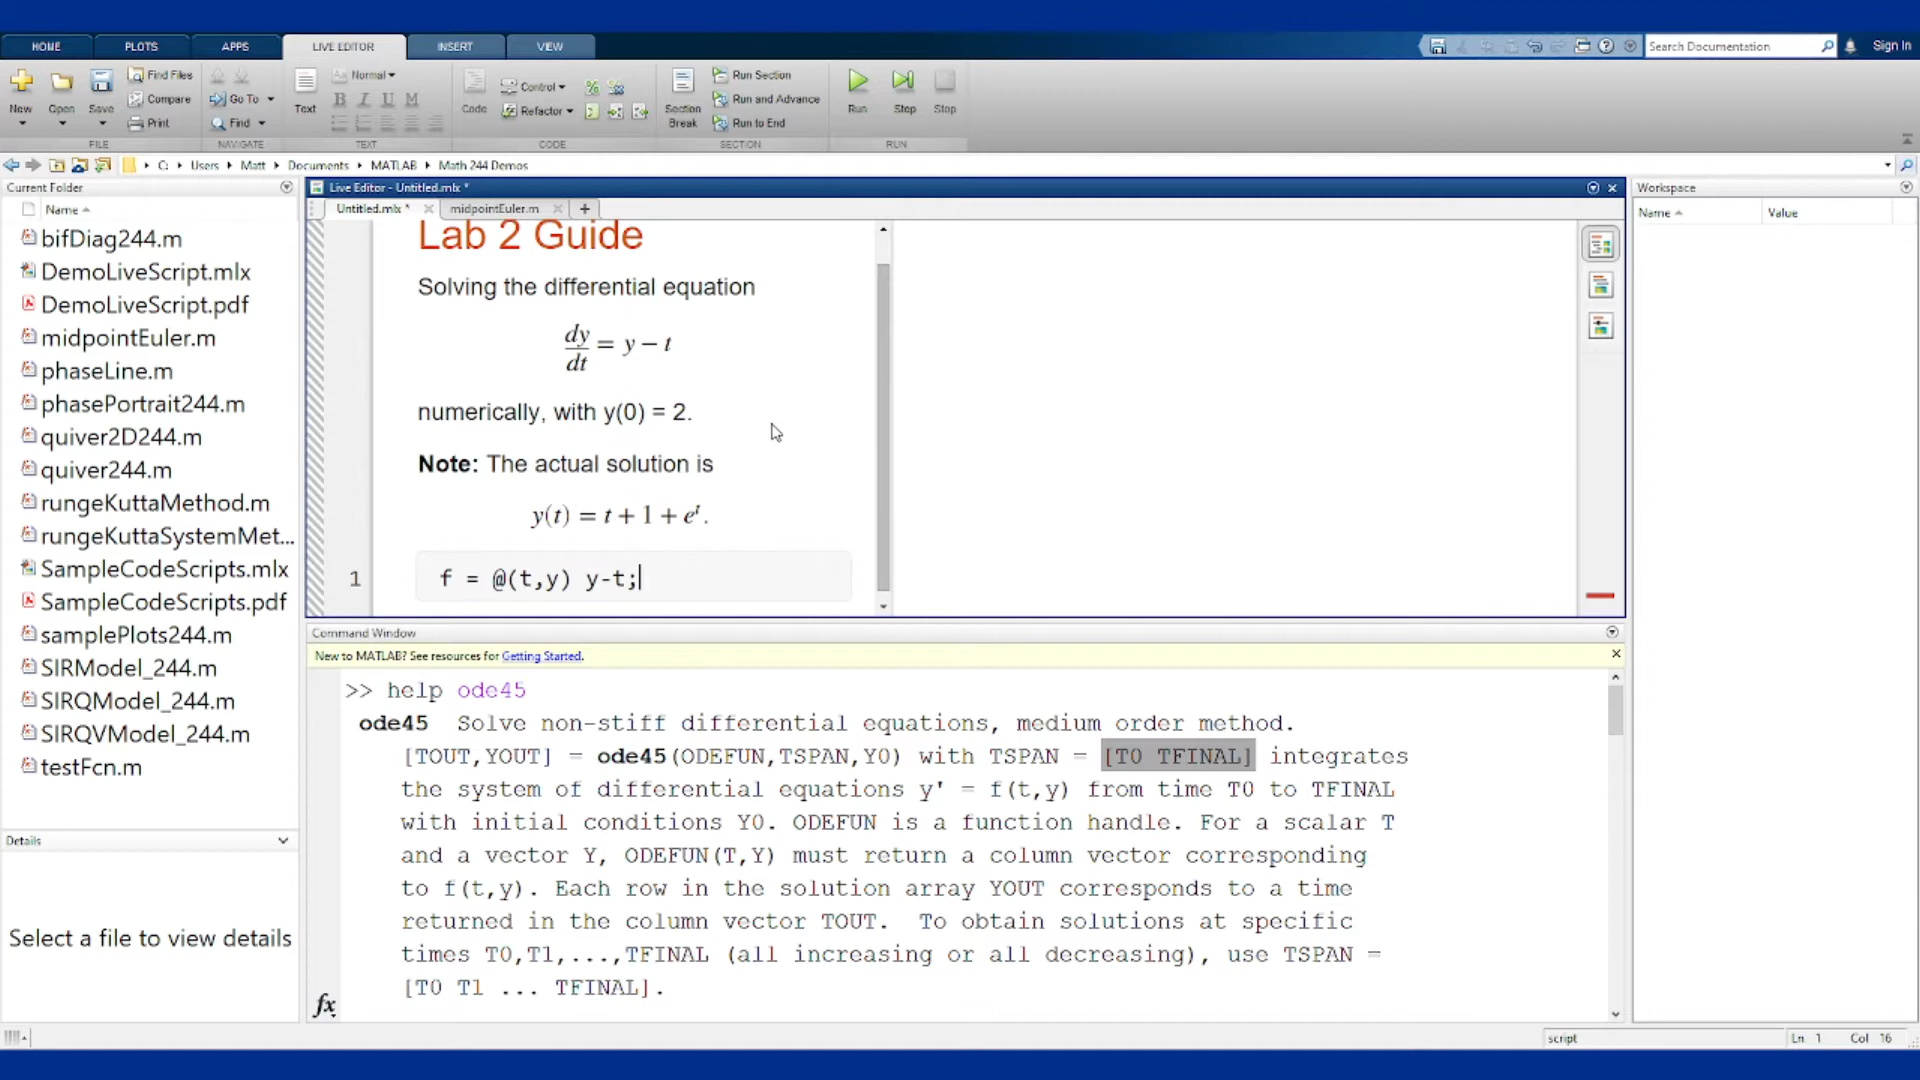 HOME PLOTS APPS LIVE EDITOR INSERT VIEW
Search Documentation
Sign In
New
Open
Save
Find Files
Compare
Print
FILE
Go To
Find
NAVIGATE
Text
Normal
B I U M
TEXT
Code
Control
Refactor
CODE
Section
Break
Run Section
Run and Advance
Run to End
SECTION
Run
Step
Stop
RUN
C: Users Matt Documents MATLAB Math 244 Demos
Current Folder
Name
bifDiag244.m
DemoLiveScript.mlx
DemoLiveScript.pdf
midpointEuler.m
phaseLine.m
phasePortrait244.m
quiver2D244.m
quiver244.m
rungeKuttaMethod.m
rungeKuttaSystemMet...
SampleCodeScripts.mlx
SampleCodeScripts.pdf
samplePlots244.m
SIRModel_244.m
SIRQModel_244.m
SIRQVModel_244.m
testFcn.m
Details
Select a file to view details
Live Editor - Untitled.mlx *
Untitled.mlx * midpointEuler.m
Lab 2 Guide
Solving the differential equation
dy/dt = y − t
numerically, with y(0) = 2.
Note: The actual solution is
y(t) = t + 1 + e^t.
1 f = @(t,y) y-t;
Command Window
New to MATLAB? See resources for Getting Started.
>> help ode45
ode45 Solve non-stiff differential equations, medium order method.
[TOUT,YOUT] = ode45(ODEFUN,TSPAN,Y0) with TSPAN = [T0 TFINAL] integrates
the system of differential equations y' = f(t,y) from time T0 to TFINAL
with initial conditions Y0. ODEFUN is a function handle. For a scalar T
and a vector Y, ODEFUN(T,Y) must return a column vector corresponding
to f(t,y). Each row in the solution array YOUT corresponds to a time
returned in the column vector TOUT. To obtain solutions at specific
times T0,T1,...,TFINAL (all increasing or all decreasing), use TSPAN =
[T0 T1 ... TFINAL].
fx
Workspace
Name Value
script
Ln 1 Col 16